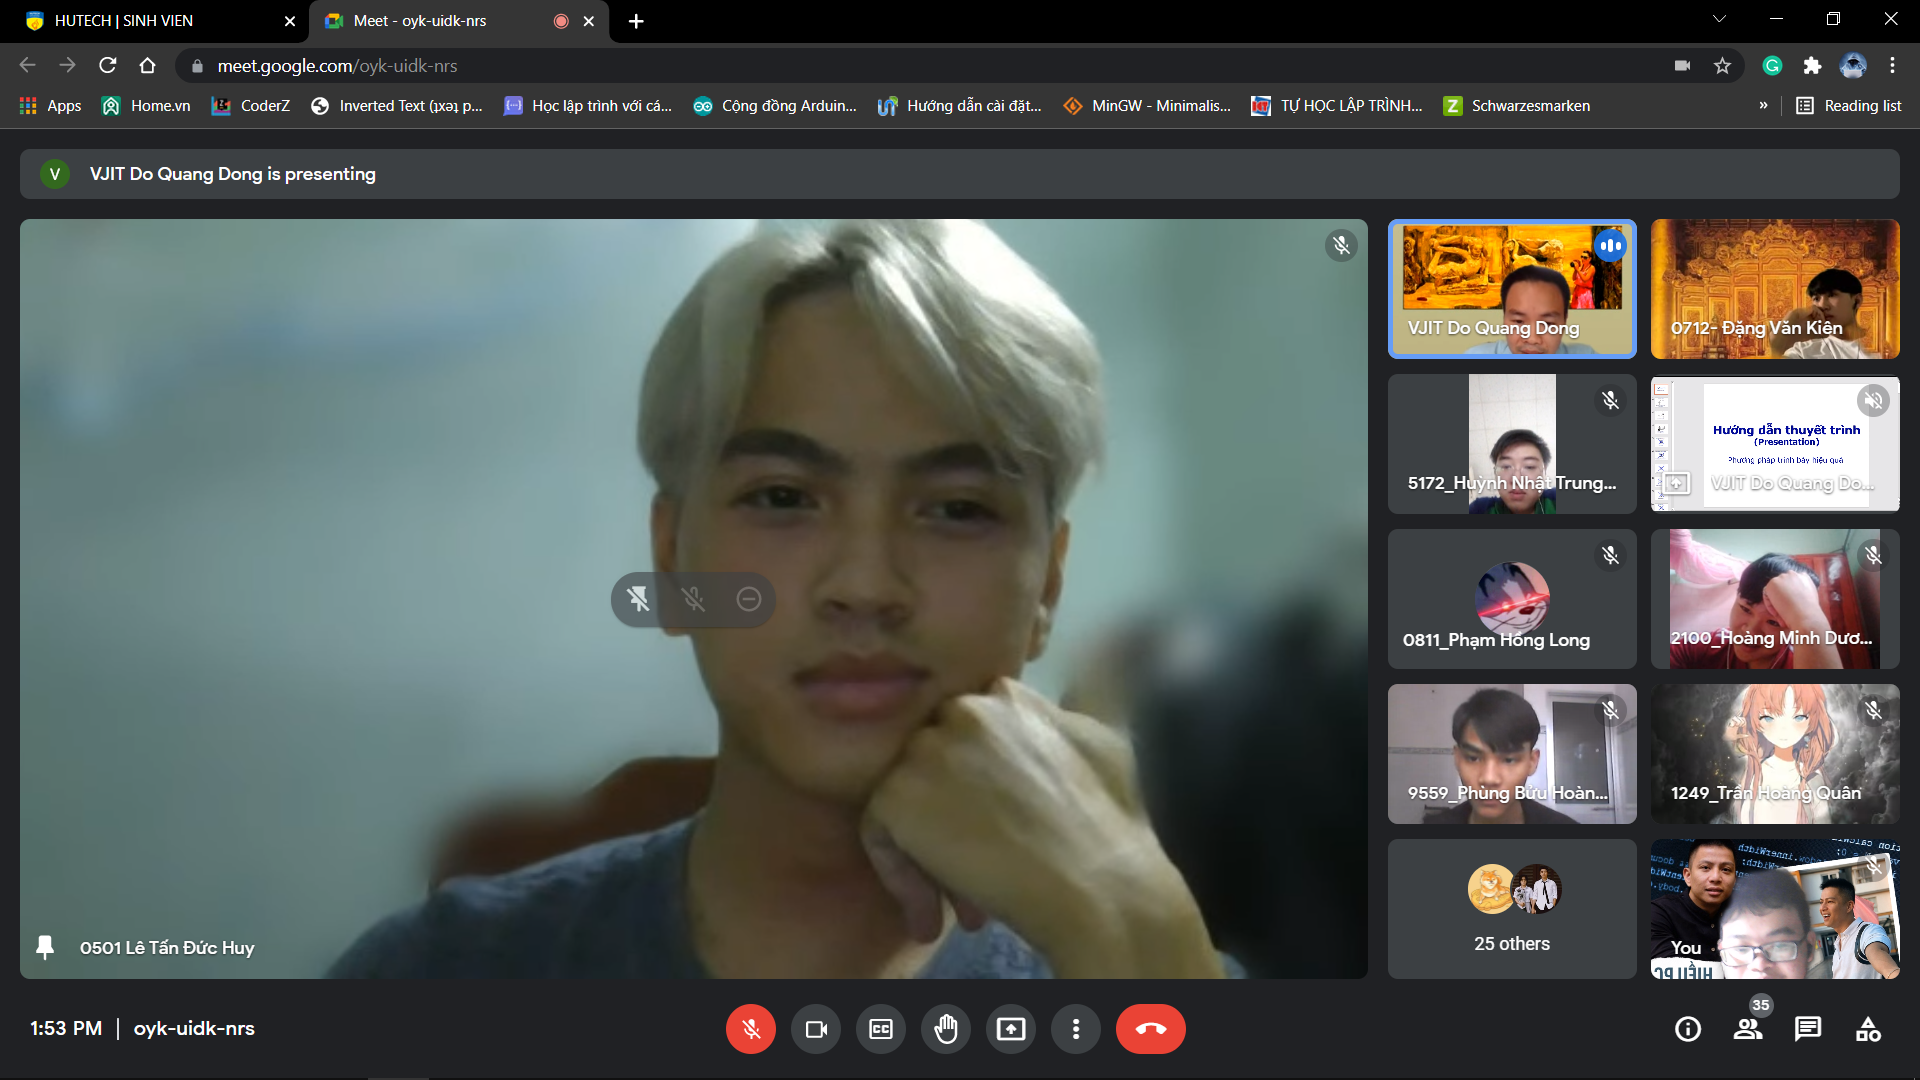 HUTECH | SINH VIEN
Meet - oyk-uidk-nrs
meet.google.com/oyk-uidk-nrs
Apps
Home.vn
CoderZ
Inverted Text (ʇxǝʇ p...
Học lập trình với cá...
Cộng đồng Arduin...
Hướng dẫn cài đặt...
MinGW - Minimalis...
TỰ HỌC LẬP TRÌNH...
Schwarzesmarken
»
Reading list
V
VJIT Do Quang Dong is presenting
VJIT Do Quang Dong
0712- Đặng Văn Kiên
5172_Huỳnh Nhật Trung...
Hướng dẫn thuyết trình
(Presentation)
Phương pháp trình bày hiệu quả
VJIT Do Quang Do...
0811_Phạm Hồng Long
2100_Hoàng Minh Dươ...
9559_Phùng Bửu Hoàn...
1249_Trần Hoàng Quân
25 others
You
0501 Lê Tấn Đức Huy
1:53 PM | oyk-uidk-nrs
CC
35